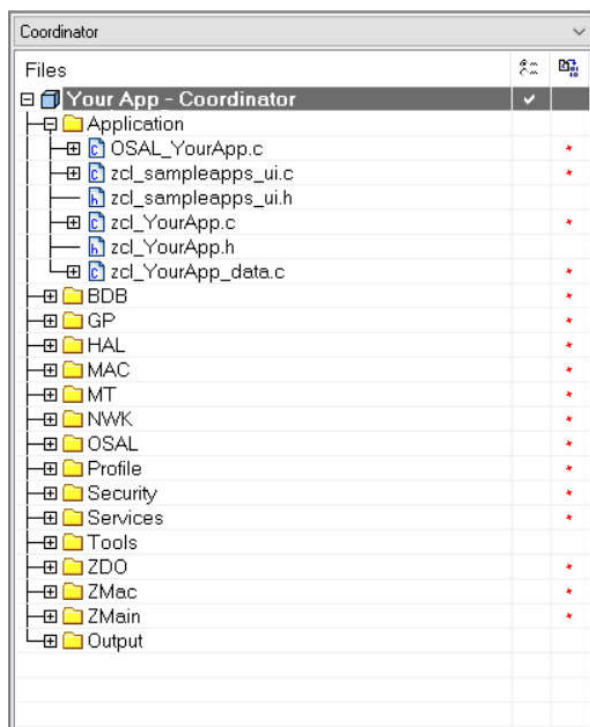 Coordinator
Files
Your App - Coordinator
Application
OSAL_YourApp.c
zcl_sampleapps_ui.c
zcl_sampleapps_ui.h
zcl_YourApp.c
zcl_YourApp.h
zcl_YourApp_data.c
BDB
GP
HAL
MAC
MT
NWK
OSAL
Profile
Security
Services
Tools
ZDO
ZMac
ZMain
Output